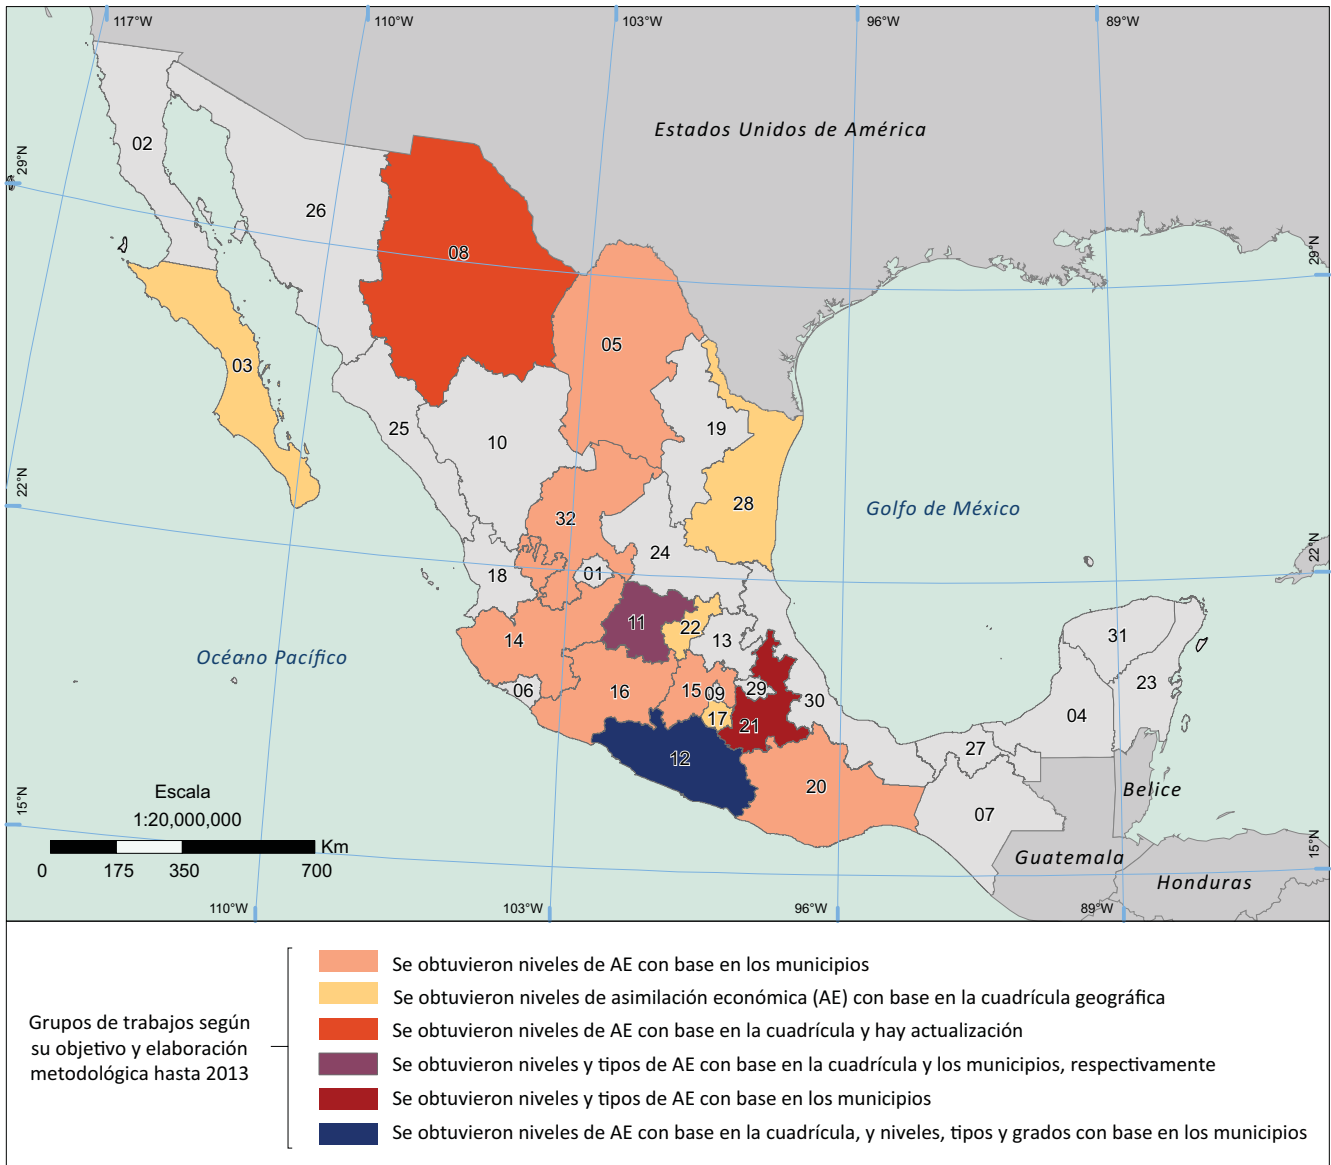 117°W
110°W
103°W
96°W
89°W
Estados Unidos de América
02
29°N
26
08
29°N
05
03
25
10
19
22°N
28
32
Golfo de México
24
22°N
18
01
11
22
14
13
31
Océano Pacífico
06
16
15
09
29
30
23
17
21
04
12
27
20
07
Belice
15°N
Escala
1:20,000,000
Km
0
175
350
700
Guatemala
15°N
Honduras
110°W
103°W
96°W
89°W
Grupos de trabajos según
su objetivo y elaboración
metodológica hasta 2013
Se obtuvieron niveles de AE con base en los municipios
Se obtuvieron niveles de asimilación económica (AE) con base en la cuadrícula geográfica
Se obtuvieron niveles de AE con base en la cuadrícula y hay actualización
Se obtuvieron niveles y tipos de AE con base en la cuadrícula y los municipios, respectivamente
Se obtuvieron niveles y tipos de AE con base en los municipios
Se obtuvieron niveles de AE con base en la cuadrícula, y niveles, tipos y grados con base en los municipios